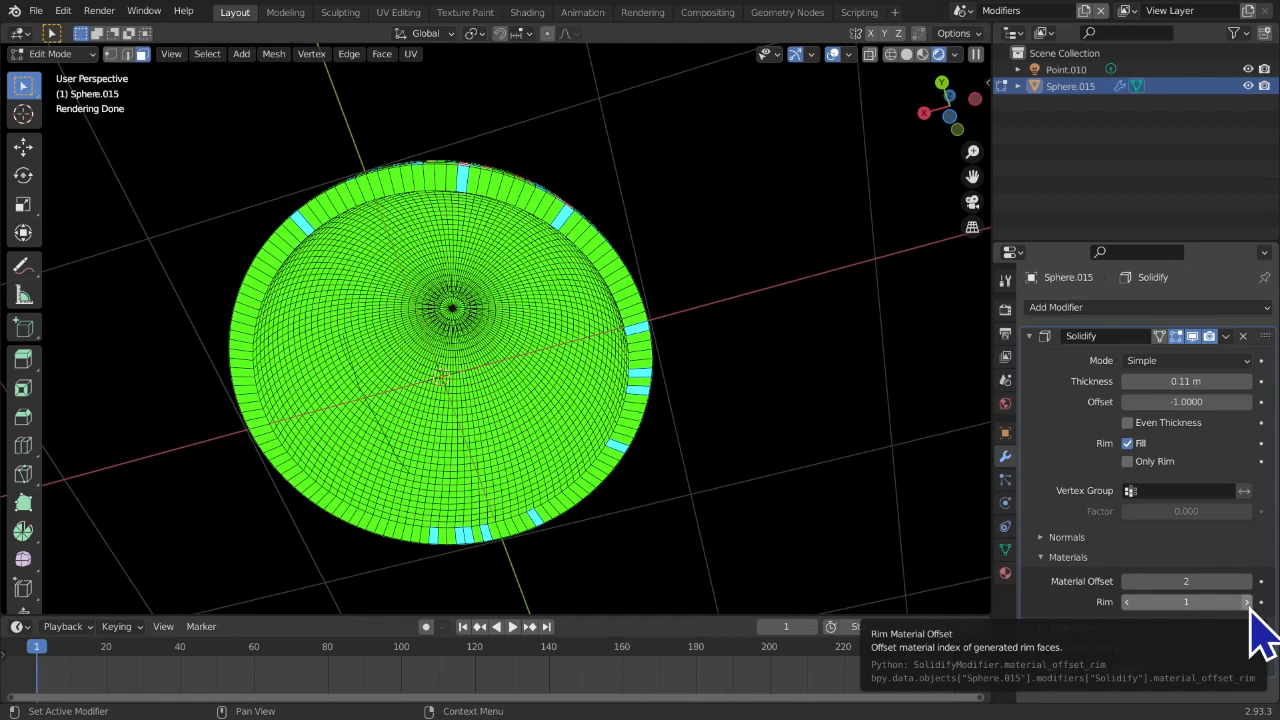 File Edit Render Window Help Layout Modeling Sculpting UV Editing Texture Paint Shading Animation Rendering Compositing Geometry Nodes Scripting + Modifiers View Layer
Global X Y Z Options
Edit Mode View Select Add Mesh Vertex Edge Face UV
User Perspective
(1) Sphere.015
Rendering Done
Y
X
Z
Scene Collection
Point.010
Sphere.015
Sphere.015 Solidify
Add Modifier
Solidify
Mode Simple
Thickness 0.11 m
Offset -1.0000
Even Thickness
Rim Fill
Only Rim
Vertex Group
Factor 0.000
Normals
Materials
Material Offset 2
Rim 1
Playback Keying View Marker 1
1 20 40 60 80 100 120 140 160 180 200 220
Rim Material Offset
Offset material index of generated rim faces.
Python: SolidifyModifier.material_offset_rim
bpy.data.objects["Sphere.015"].modifiers["Solidify"].material_offset_rim
Set Active Modifier Pan View Context Menu 2.93.3